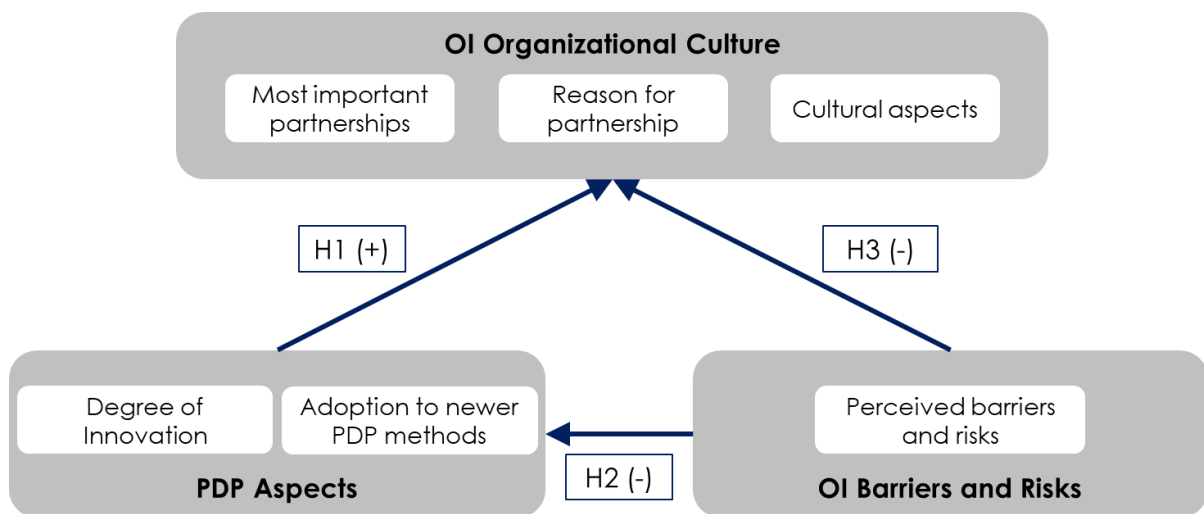 OI Organizational Culture
Most important
partnerships
Reason for
partnership
Cultural aspects
H1 (+)
H3 (-)
Degree of
Innovation
Adoption to newer
PDP methods
PDP Aspects
H2 (-)
Perceived barriers
and risks
OI Barriers and Risks